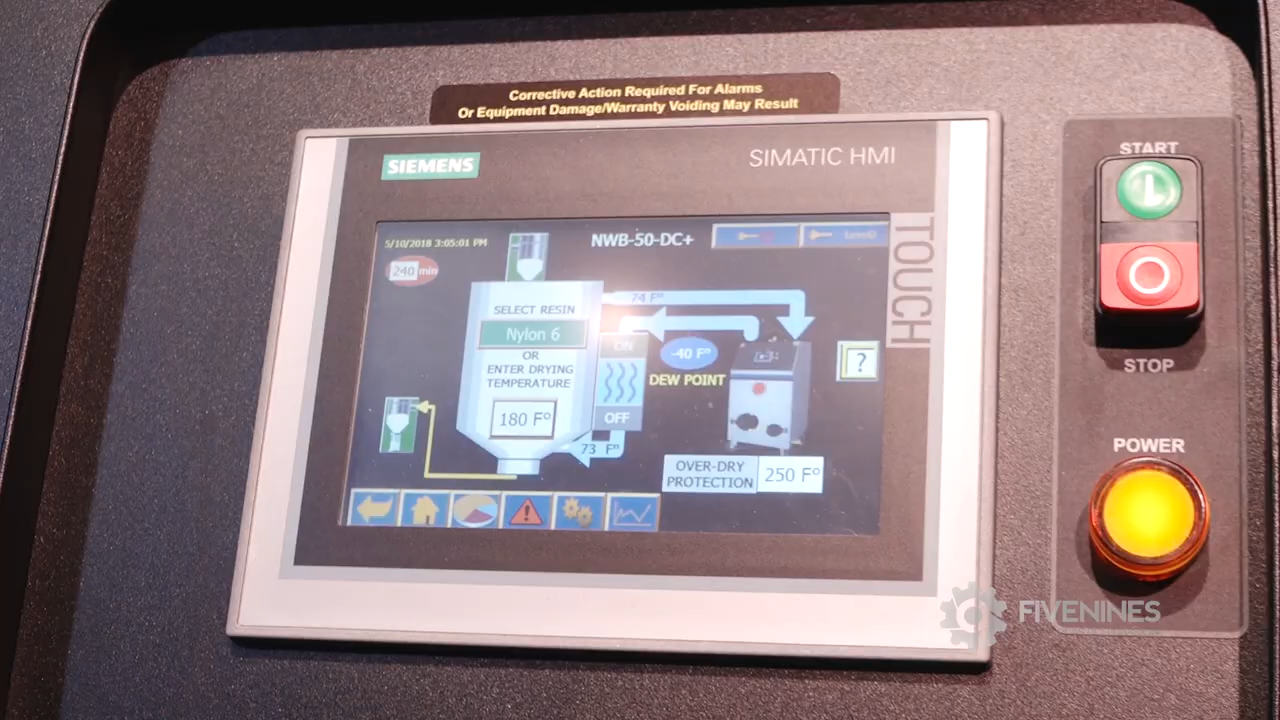 Corrective Action Required For Alarms
Or Equipment Damage/Warranty Voiding May Result
SIEMENS
SIMATIC HMI
TOUCH
5/10/2018 3:05:01 PM
NWB-50-DC+
Level0
240 min
74 F°
SELECT RESIN
Nylon 6
OR
ENTER DRYING
TEMPERATURE
180 F°
ON
OFF
-40 F°
DEW POINT
?
73 F°
OVER-DRY
PROTECTION
250 F°
START
STOP
POWER
FIVENINES